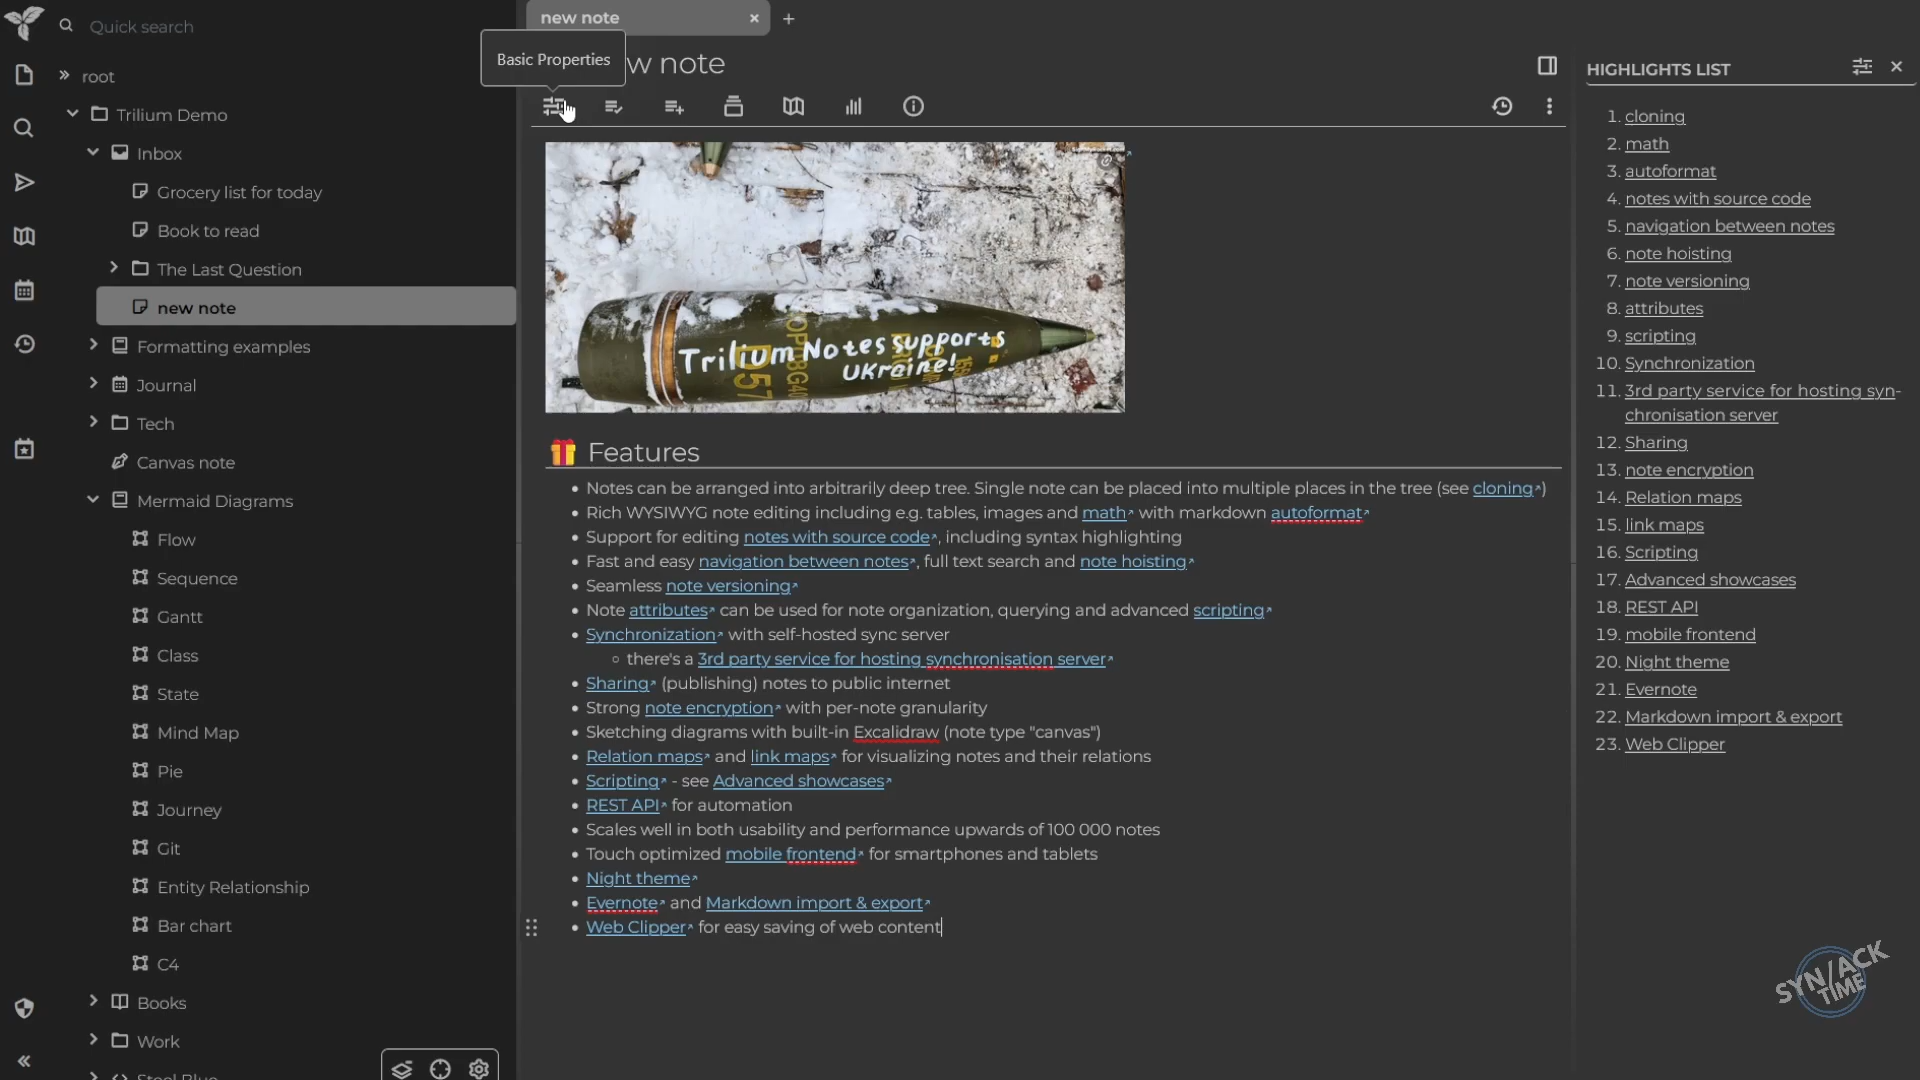 Quick search
root
Trilium Demo
Inbox
Grocery list for today
Book to read
The Last Question
new note
Formatting examples
Journal
Tech
Canvas note
Mermaid Diagrams
Flow
Sequence
Gantt
Class
State
Mind Map
Pie
Journey
Git
Entity Relationship
Bar chart
C4
Books
Work
new note
Basic Properties
w note
Trilium Notes supports
Ukraine!
D57
🎁 Features
• Notes can be arranged into arbitrarily deep tree. Single note can be placed into multiple places in the tree (see cloning)
• Rich WYSIWYG note editing including e.g. tables, images and math with markdown autoformat
• Support for editing notes with source code, including syntax highlighting
• Fast and easy navigation between notes, full text search and note hoisting
• Seamless note versioning
• Note attributes can be used for note organization, querying and advanced scripting
• Synchronization with self-hosted sync server
◦ there's a 3rd party service for hosting synchronisation server
• Sharing (publishing) notes to public internet
• Strong note encryption with per-note granularity
• Sketching diagrams with built-in Excalidraw (note type "canvas")
• Relation maps and link maps for visualizing notes and their relations
• Scripting - see Advanced showcases
• REST API for automation
• Scales well in both usability and performance upwards of 100 000 notes
• Touch optimized mobile frontend for smartphones and tablets
• Night theme
• Evernote and Markdown import & export
• Web Clipper for easy saving of web content
HIGHLIGHTS LIST
1. cloning
2. math
3. autoformat
4. notes with source code
5. navigation between notes
6. note hoisting
7. note versioning
8. attributes
9. scripting
10. Synchronization
11. 3rd party service for hosting syn-
chronisation server
12. Sharing
13. note encryption
14. Relation maps
15. link maps
16. Scripting
17. Advanced showcases
18. REST API
19. mobile frontend
20. Night theme
21. Evernote
22. Markdown import & export
23. Web Clipper
SYN/ACK
TIME